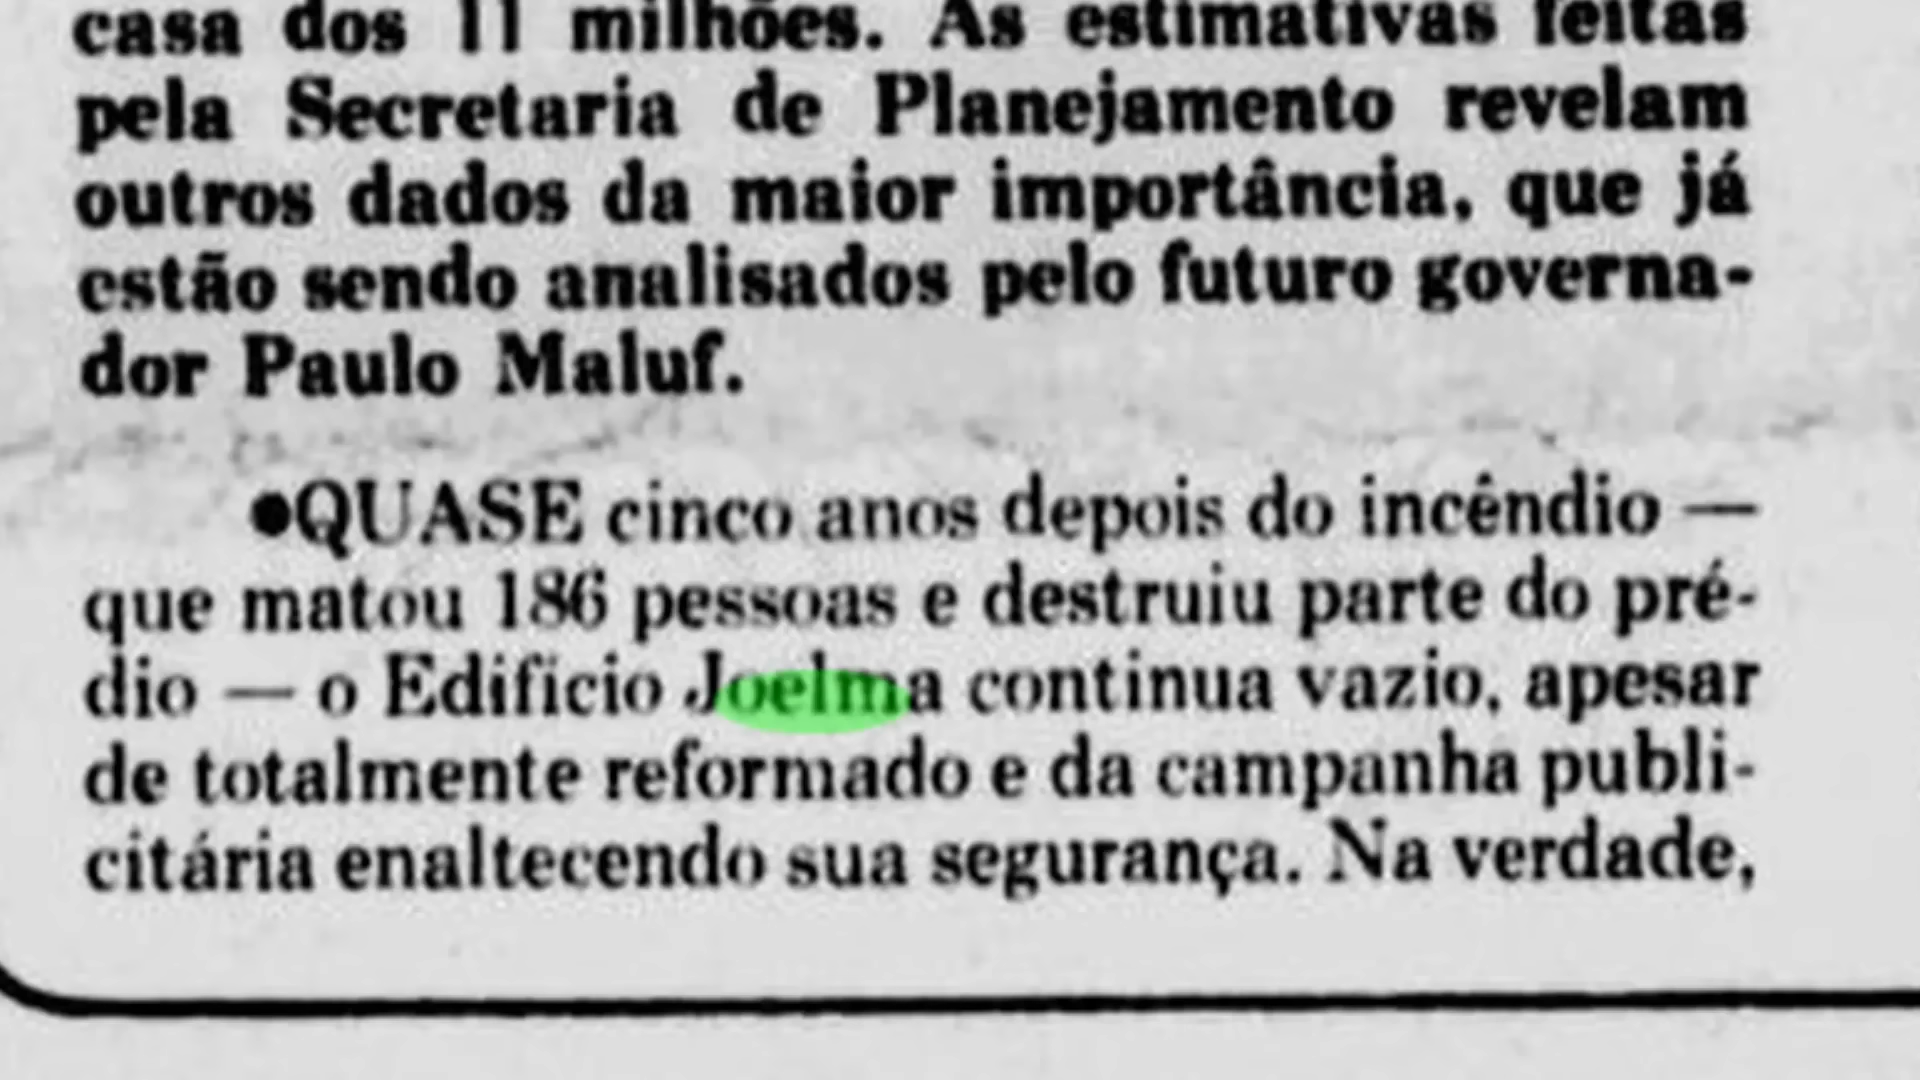 casa dos 11 milhões. As estimativas feitas
pela Secretaria de Planejamento revelam
outros dados da maior importância, que já
estão sendo analisados pelo futuro governa-
dor Paulo Maluf.
●QUASE cinco anos depois do incêndio —
que matou 186 pessoas e destruiu parte do pré-
dio — o Edifício Joelma continua vazio, apesar
de totalmente reformado e da campanha publi-
citária enaltecendo sua segurança. Na verdade,